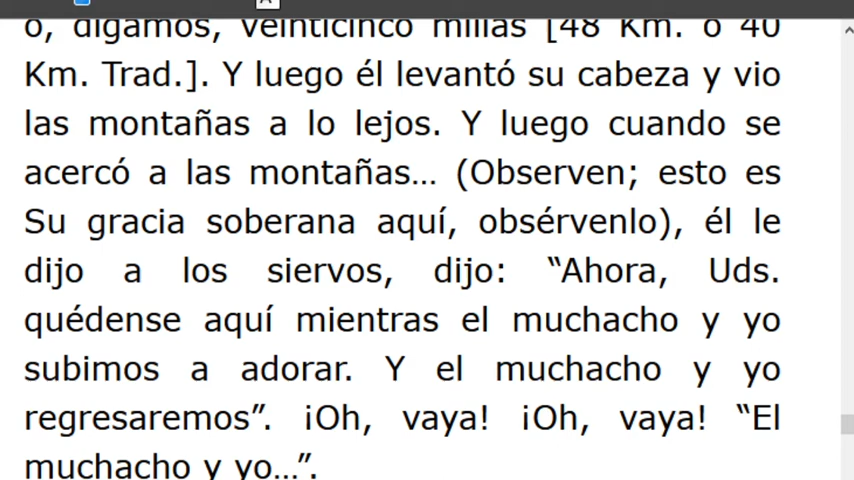 o, digamos, veinticinco millas [48 Km. o 40
Km. Trad.]. Y luego él levantó su cabeza y vio
las montañas a lo lejos. Y luego cuando se
acercó a las montañas… (Observen; esto es
Su gracia soberana aquí, obsérvenlo), él le
dijo a los siervos, dijo: “Ahora, Uds.
quédense aquí mientras el muchacho y yo
subimos a adorar. Y el muchacho y yo
regresaremos”. ¡Oh, vaya! ¡Oh, vaya! “El
muchacho y yo…”.